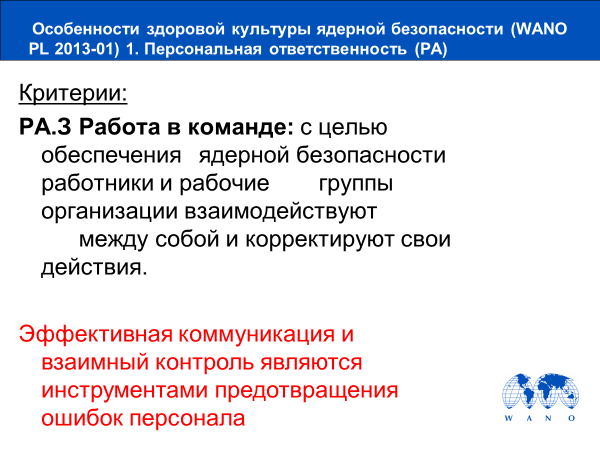 Особенности здоровой культуры ядерной безопасности (WANO
PL 2013-01) 1. Персональная ответственность (PA)
Критерии:
PA.3 Работа в команде: с целью
обеспечения ядерной безопасности
работники и рабочие группы
организации взаимодействуют
между собой и корректируют свои
действия.
Эффективная коммуникация и
взаимный контроль являются
инструментами предотвращения
ошибок персонала
W A N O